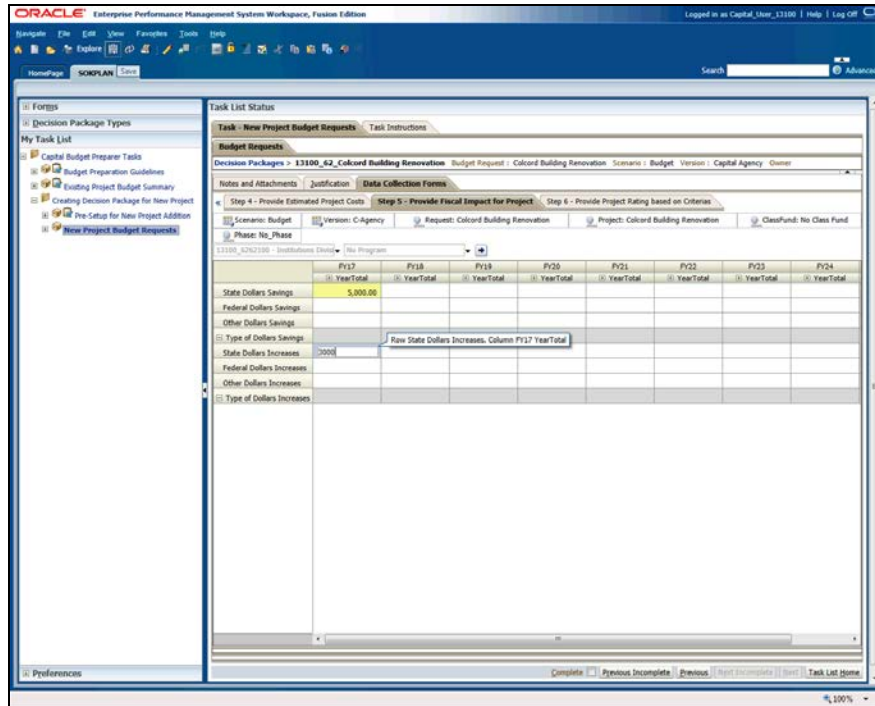 ORACLE Enterprise Performance Management System Workspace, Fusion Edition
Logged in as Capital_User_13100 | Help | Log Off
Navigate File Edit View Favorites Tools Help
Explore
HomePage SOKPLAN Save
Search Advanced
Forms
Decision Package Types
My Task List
Capital Budget Preparer Tasks
Budget Preparation Guidelines
Existing Project Budget Summary
Creating Decision Package for New Project
Pre-Setup for New Project Addition
New Project Budget Requests
Preferences
Task List Status
Task - New Project Budget Requests Task Instructions
Budget Requests
Decision Packages > 13100_62_Colcord Building Renovation Budget Request : Colcord Building Renovation Scenario : Budget Version : Capital Agency Owner
Notes and Attachments Justification Data Collection Forms
Step 4 - Provide Estimated Project Costs Step 5 - Provide Fiscal Impact for Project Step 6 - Provide Project Rating based on Criterias
Scenario: Budget Version: C-Agency Request: Colcord Building Renovation Project: Colcord Building Renovation ClassFund: No Class Fund
Phase: No_Phase
13100_6262100 - Institutions Divisi No Program
FY17 FY18 FY19 FY20 FY21 FY22 FY23 FY24
YearTotal YearTotal YearTotal YearTotal YearTotal YearTotal YearTotal YearTotal
State Dollars Savings 5,000.00
Federal Dollars Savings
Other Dollars Savings
Type of Dollars Savings
Row State Dollars Increases. Column FY17 YearTotal
State Dollars Increases 3000
Federal Dollars Increases
Other Dollars Increases
Type of Dollars Increases
Complete Previous Incomplete Previous Next Incomplete Next Task List Home
100%